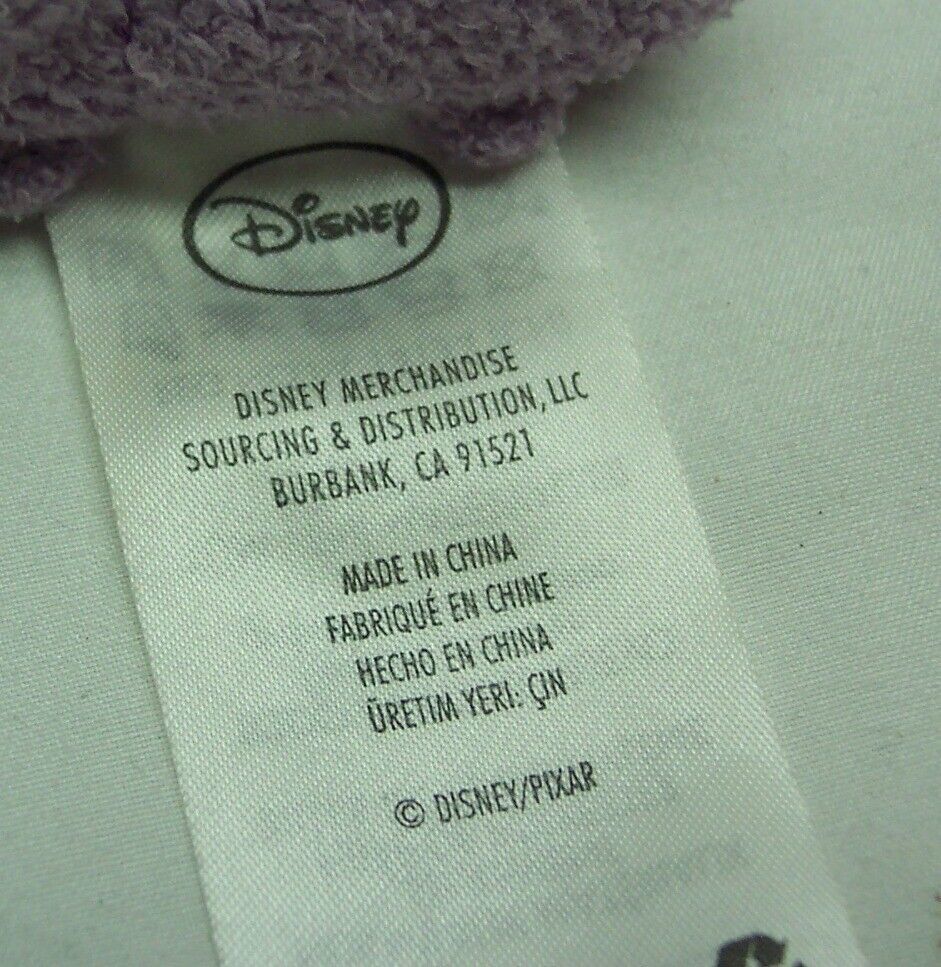 Disney
DISNEY MERCHANDISE
SOURCING & DISTRIBUTION, LLC
BURBANK, CA 91521
MADE IN CHINA
FABRIQUÉ EN CHINE
HECHO EN CHINA
ÜRETIM YERI: ÇIN
© DISNEY/PIXAR